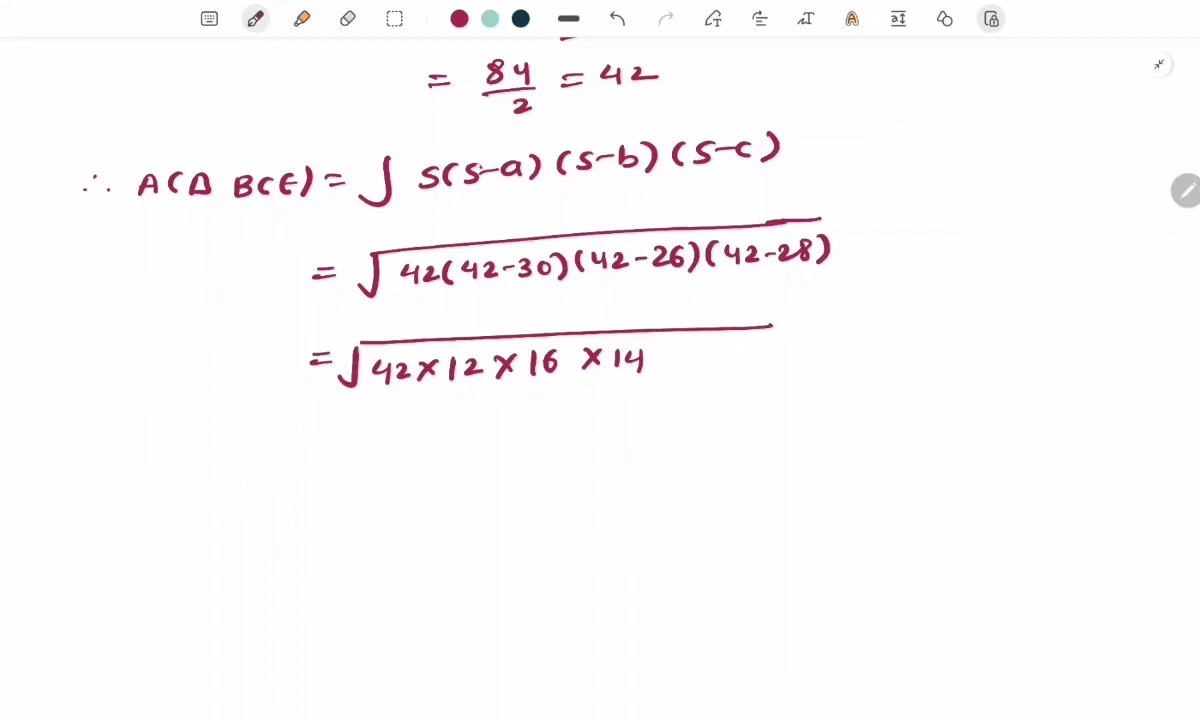 = 84/2 = 42
∴ A(Δ BCE) = √ S(S-a)(S-b)(S-c)
= √42(42-30)(42-26)(42-28)
= √42×12×16×14